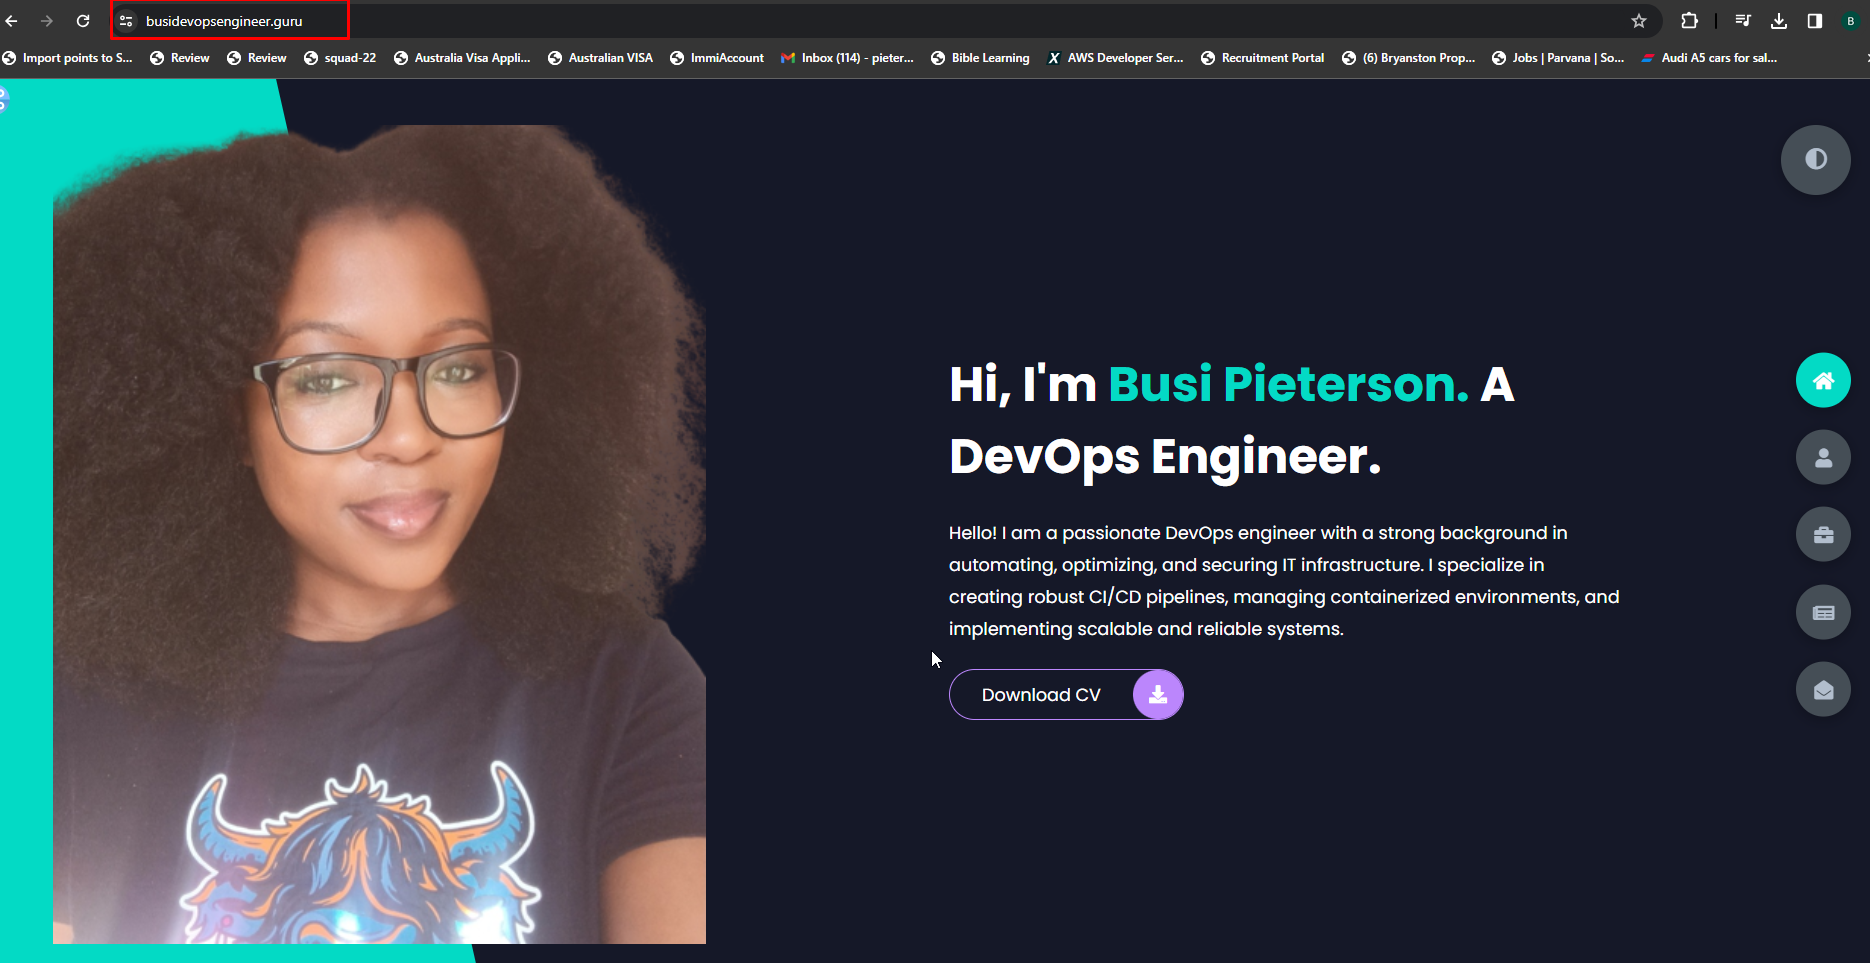 busidevopsengineer.guru
B
Import points to S...
Review
Review
squad-22
Australia Visa Appli...
Australian VISA
ImmiAccount
Inbox (114) - pieter...
Bible Learning
AWS Developer Ser...
Recruitment Portal
(6) Bryanston Prop...
Jobs | Parvana | So...
Audi A5 cars for sal...
Hi, I'm Busi Pieterson. A
DevOps Engineer.
Hello! I am a passionate DevOps engineer with a strong background in
automating, optimizing, and securing IT infrastructure. I specialize in
creating robust CI/CD pipelines, managing containerized environments, and
implementing scalable and reliable systems.
Download CV